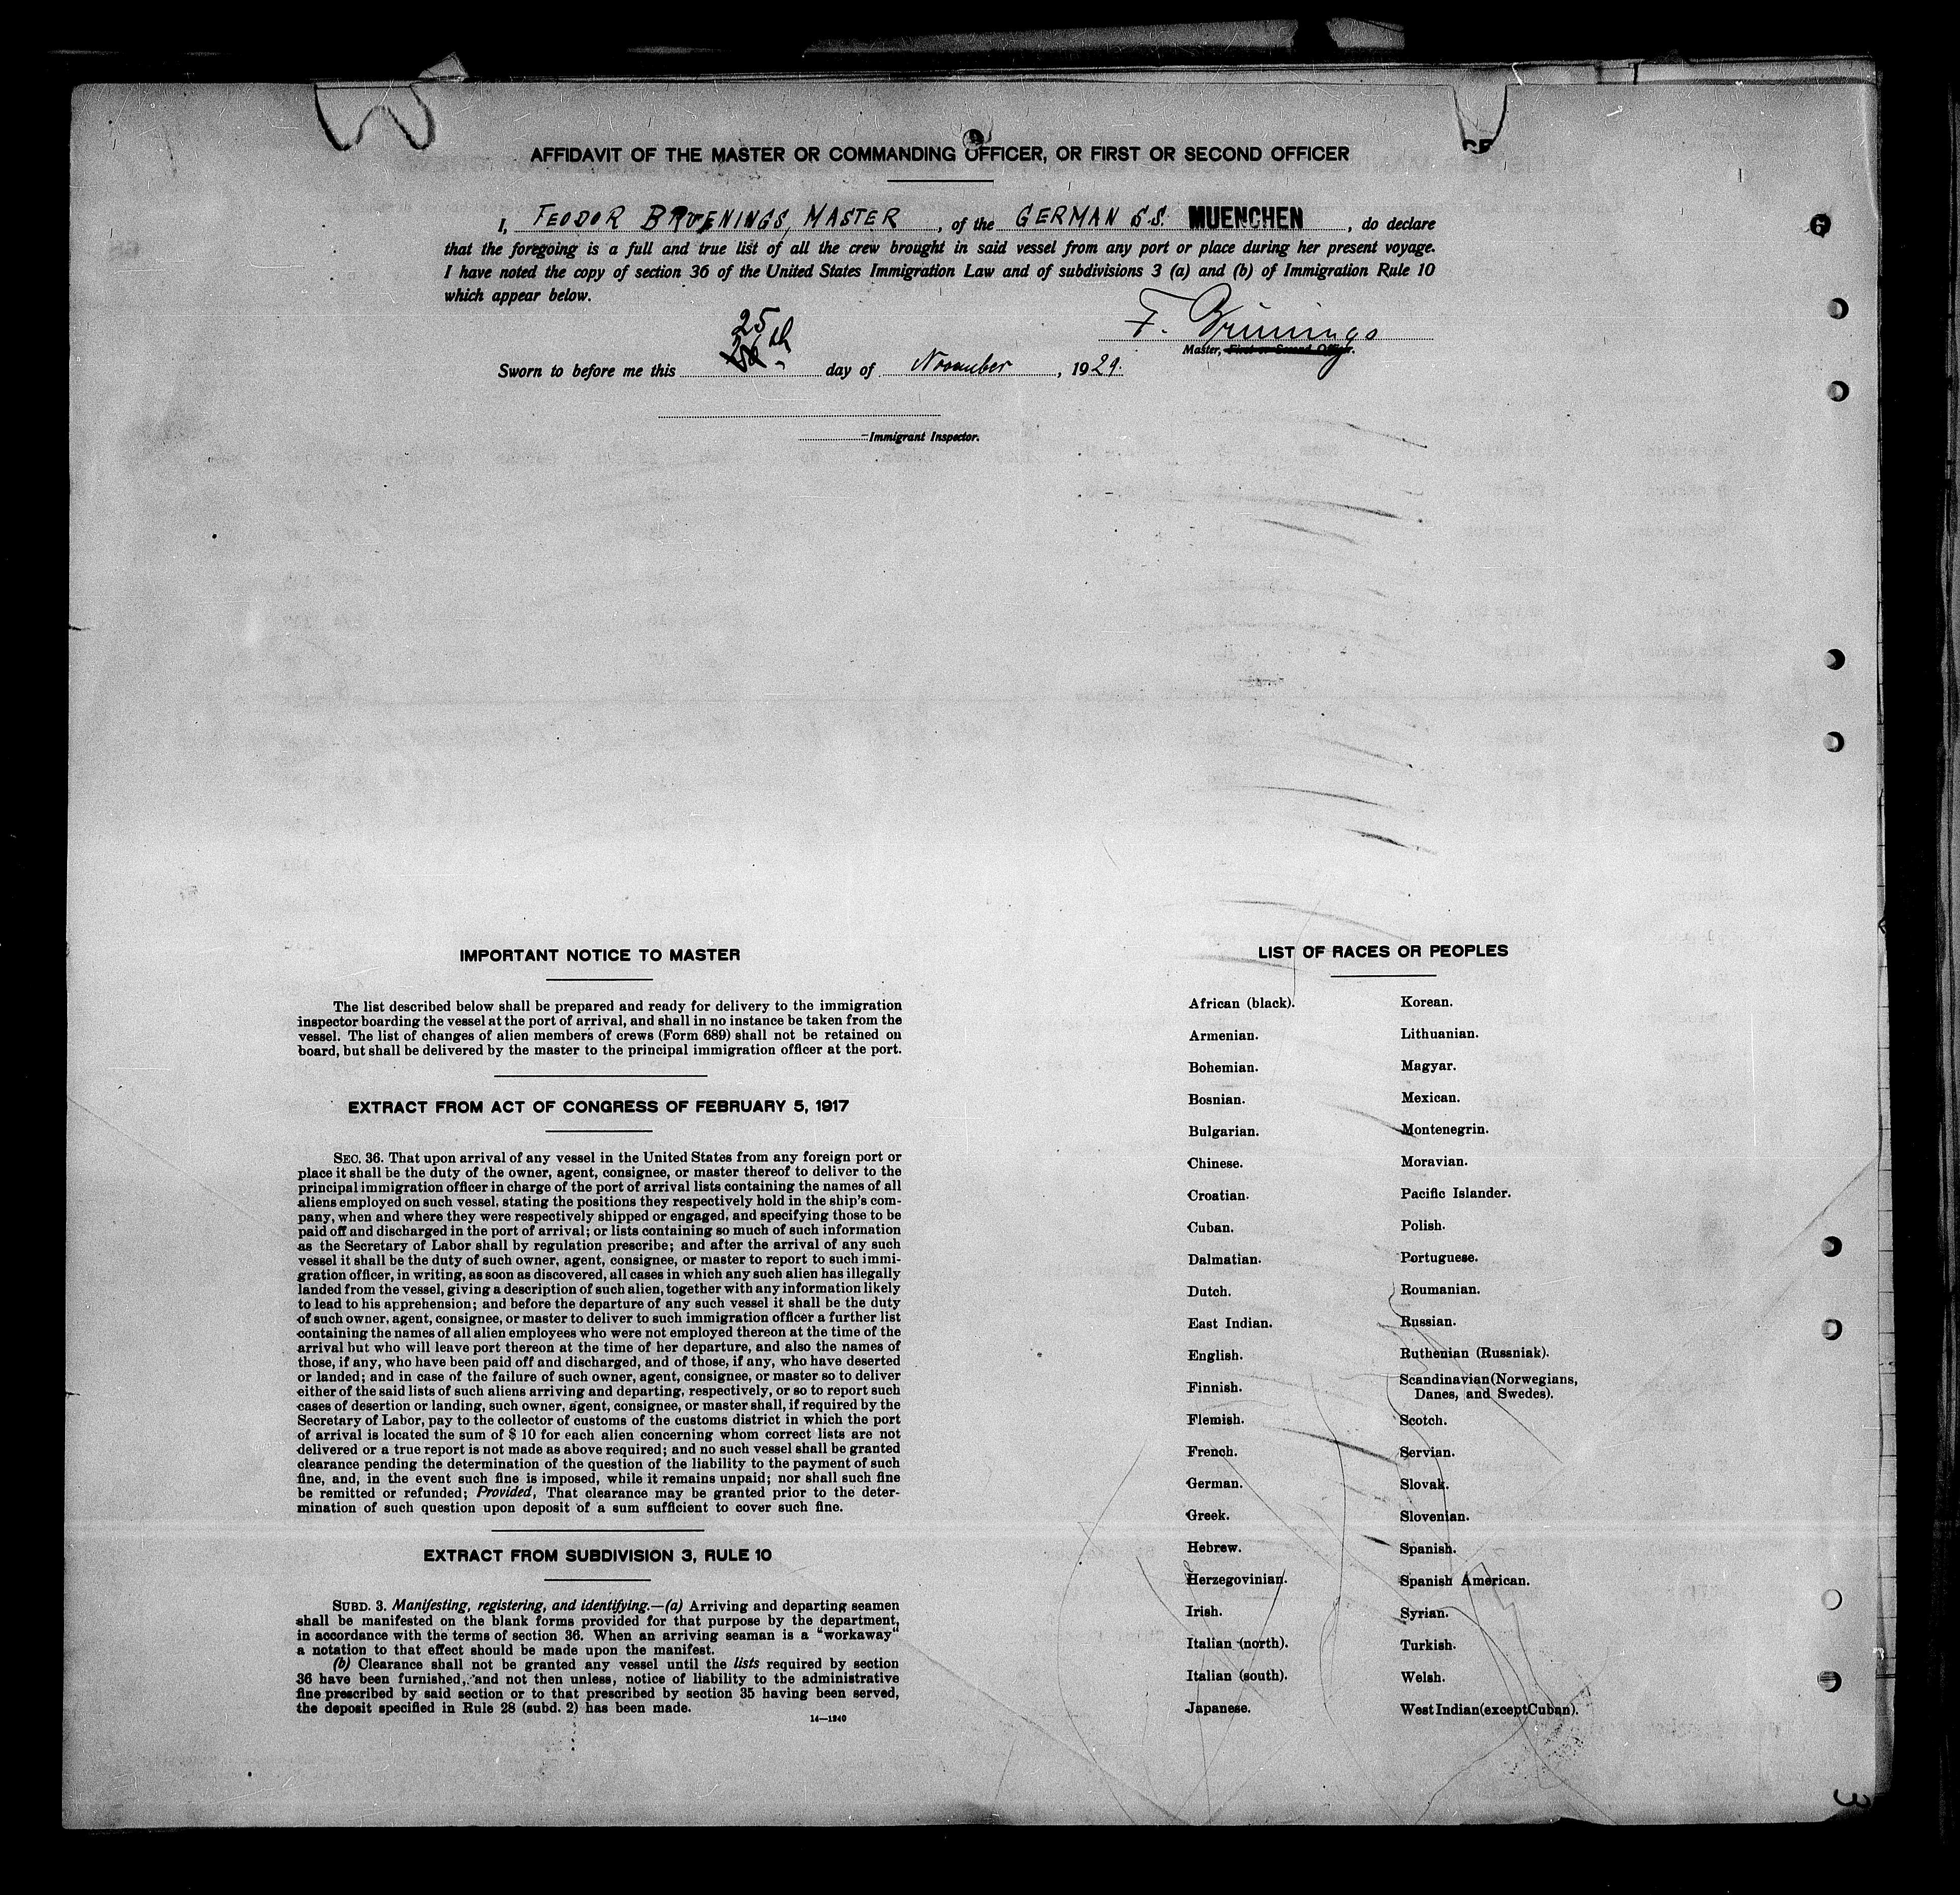 AFFIDAVIT OF THE MASTER OR COMMANDING OFFICER, OR FIRST OR SECOND OFFICER
I, FEODOR BRUENINGS, MASTER, of the GERMAN S.S. MUENCHEN, do declare
that the foregoing is a full and true list of all the crew brought in said vessel from any port or place during her present voyage.
I have noted the copy of section 36 of the United States Immigration Law and of subdivisions 3 (a) and (b) of Immigration Rule 10
which appear below.
F. Brünings
Master, First or Second Officer.
25th
Sworn to before me this day of November, 1929.
Immigrant Inspector.
6
IMPORTANT NOTICE TO MASTER
The list described below shall be prepared and ready for delivery to the immigration
inspector boarding the vessel at the port of arrival, and shall in no instance be taken from the
vessel. The list of changes of alien members of crews (Form 689) shall not be retained on
board, but shall be delivered by the master to the principal immigration officer at the port.
EXTRACT FROM ACT OF CONGRESS OF FEBRUARY 5, 1917
SEC. 36. That upon arrival of any vessel in the United States from any foreign port or
place it shall be the duty of the owner, agent, consignee, or master thereof to deliver to the
principal immigration officer in charge of the port of arrival lists containing the names of all
aliens employed on such vessel, stating the positions they respectively hold in the ship's com-
pany, when and where they were respectively shipped or engaged, and specifying those to be
paid off and discharged in the port of arrival; or lists containing so much of such information
as the Secretary of Labor shall by regulation prescribe; and after the arrival of any such
vessel it shall be the duty of such owner, agent, consignee, or master to report to such immi-
gration officer, in writing, as soon as discovered, all cases in which any such alien has illegally
landed from the vessel, giving a description of such alien, together with any information likely
to lead to his apprehension; and before the departure of any such vessel it shall be the duty
of such owner, agent, consignee, or master to deliver to such immigration officer a further list
containing the names of all alien employees who were not employed thereon at the time of the
arrival but who will leave port thereon at the time of her departure, and also the names of
those, if any, who have been paid off and discharged, and of those, if any, who have deserted
or landed; and in case of the failure of such owner, agent, consignee, or master so to deliver
either of the said lists of such aliens arriving and departing, respectively, or so to report such
cases of desertion or landing, such owner, agent, consignee, or master shall, if required by the
Secretary of Labor, pay to the collector of customs of the customs district in which the port
of arrival is located the sum of $ 10 for each alien concerning whom correct lists are not
delivered or a true report is not made as above required; and no such vessel shall be granted
clearance pending the determination of the question of the liability to the payment of such
fine, and, in the event such fine is imposed, while it remains unpaid; nor shall such fine
be remitted or refunded; Provided, That clearance may be granted prior to the deter-
mination of such question upon deposit of a sum sufficient to cover such fine.
EXTRACT FROM SUBDIVISION 3, RULE 10
SUBD. 3. Manifesting, registering, and identifying.—(a) Arriving and departing seamen
shall be manifested on the blank forms provided for that purpose by the department,
in accordance with the terms of section 36. When an arriving seaman is a "workaway"
a notation to that effect should be made upon the manifest.
(b) Clearance shall not be granted any vessel until the lists required by section
36 have been furnished, and not then unless, notice of liability to the administrative
fine prescribed by said section or to that prescribed by section 35 having been served,
the deposit specified in Rule 28 (subd. 2) has been made.
14—1240
LIST OF RACES OR PEOPLES
African (black).
Armenian.
Bohemian.
Bosnian.
Bulgarian.
Chinese.
Croatian.
Cuban.
Dalmatian.
Dutch.
East Indian.
English.
Finnish.
Flemish.
French.
German.
Greek.
Hebrew.
Herzegovinian.
Irish.
Italian (north).
Italian (south).
Japanese.
Korean.
Lithuanian.
Magyar.
Mexican.
Montenegrin.
Moravian.
Pacific Islander.
Polish.
Portuguese.
Roumanian.
Russian.
Ruthenian (Russniak).
Scandinavian (Norwegians,
Danes, and Swedes).
Scotch.
Servian.
Slovak.
Slovenian.
Spanish.
Spanish American.
Syrian.
Turkish.
Welsh.
West Indian (except Cuban).
3